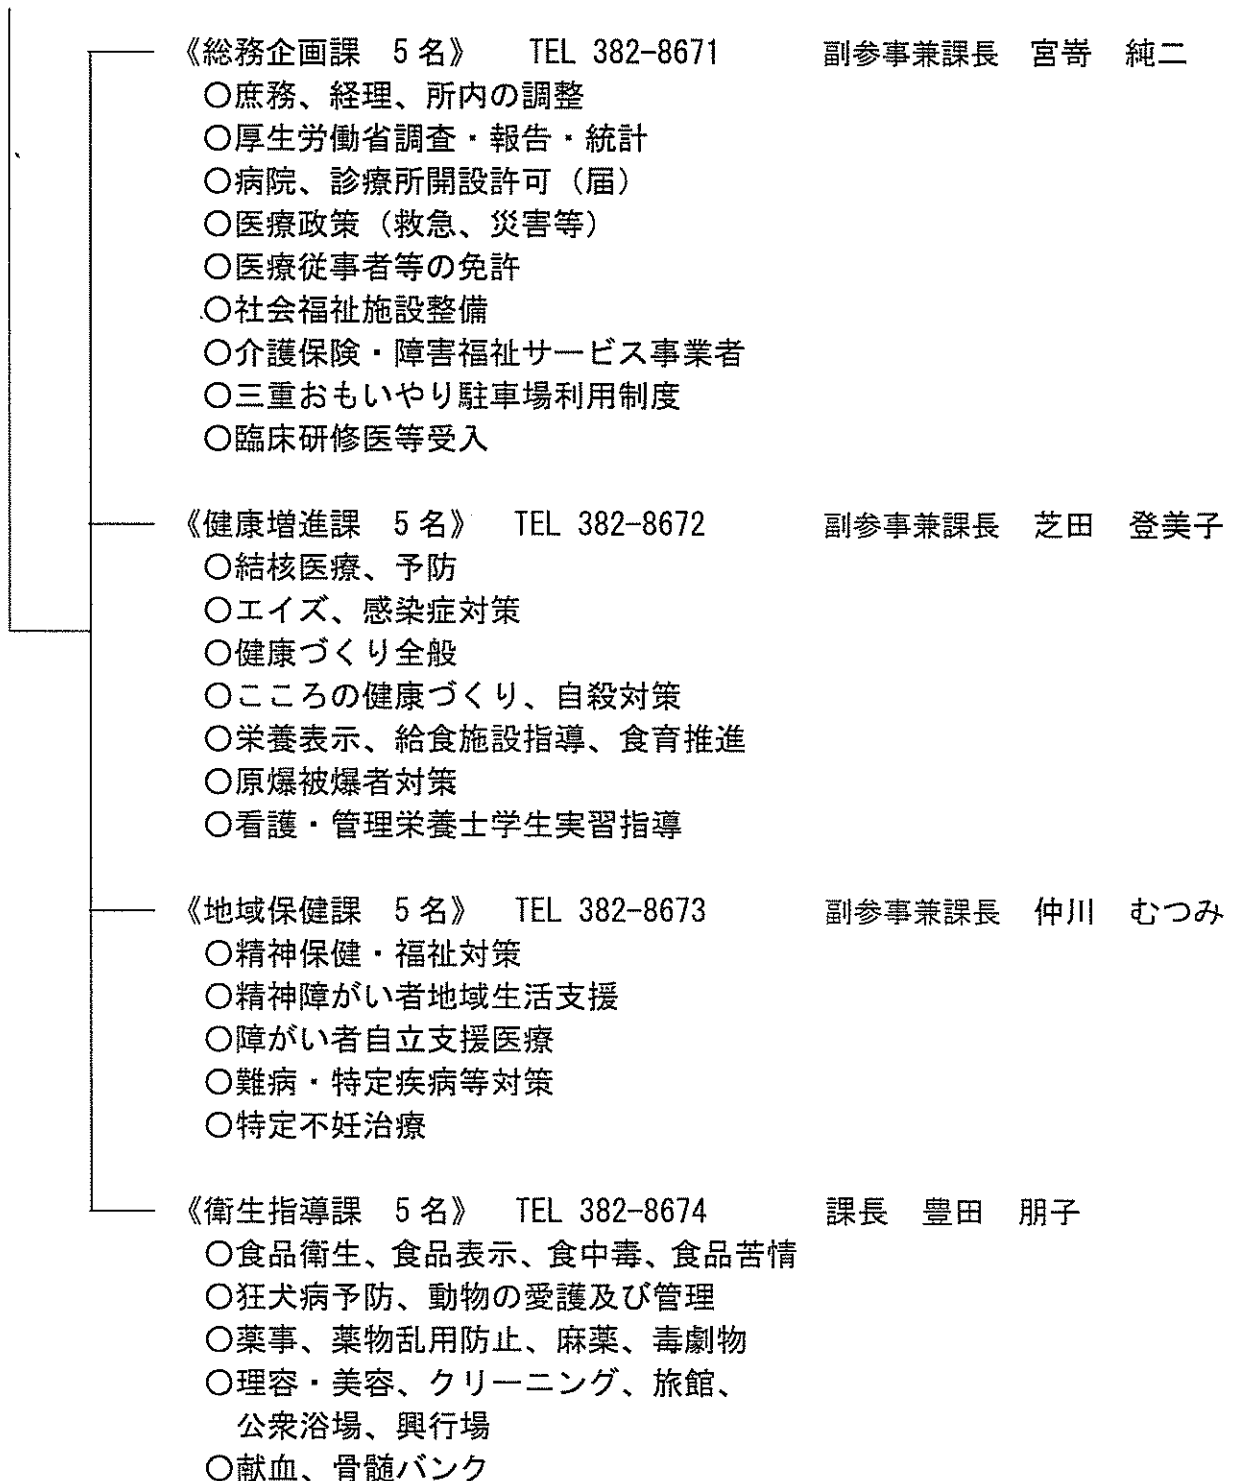 《総務企画課　5名》　TEL 382-8671　副参事兼課長　宮嵜　純二
○庶務、経理、所内の調整
○厚生労働省調査・報告・統計
○病院、診療所開設許可（届）
○医療政策（救急、災害等）
○医療従事者等の免許
○社会福祉施設整備
○介護保険・障害福祉サービス事業者
○三重おもいやり駐車場利用制度
○臨床研修医等受入
《健康増進課　5名》　TEL 382-8672　副参事兼課長　芝田　登美子
○結核医療、予防
○エイズ、感染症対策
○健康づくり全般
○こころの健康づくり、自殺対策
○栄養表示、給食施設指導、食育推進
○原爆被爆者対策
○看護・管理栄養士学生実習指導
《地域保健課　5名》　TEL 382-8673　副参事兼課長　仲川　むつみ
○精神保健・福祉対策
○精神障がい者地域生活支援
○障がい者自立支援医療
○難病・特定疾病等対策
○特定不妊治療
《衛生指導課　5名》　TEL 382-8674　課長　豊田　朋子
○食品衛生、食品表示、食中毒、食品苦情
○狂犬病予防、動物の愛護及び管理
○薬事、薬物乱用防止、麻薬、毒劇物
○理容・美容、クリーニング、旅館、
公衆浴場、興行場
○献血、骨髄バンク